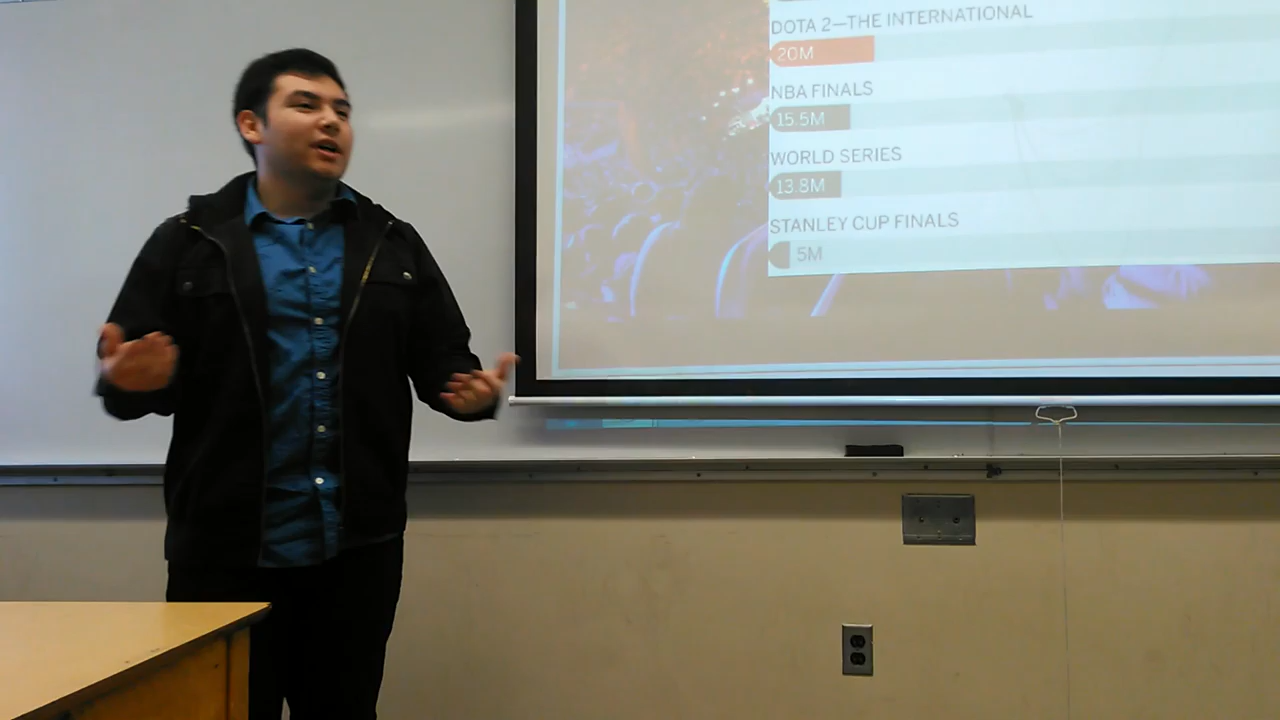 DOTA 2—THE INTERNATIONAL
20M
NBA FINALS
15.5M
WORLD SERIES
13.8M
STANLEY CUP FINALS
5M